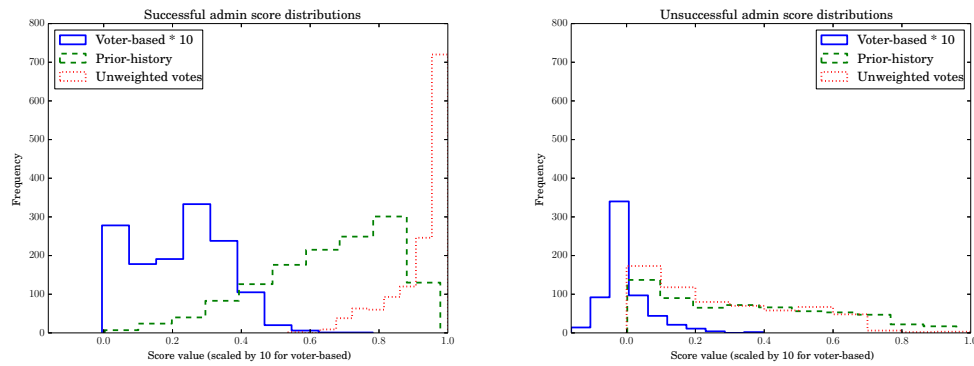 Successful admin score distributions
800
700
600
500
400
300
200
100
0
Frequency
Voter-based * 10
Prior-history
Unweighted votes
0.0 0.2 0.4 0.6 0.8 1.0
Score value (scaled by 10 for voter-based)
Unsuccessful admin score distributions
800
700
600
500
400
300
200
100
0
Frequency
Voter-based * 10
Prior-history
Unweighted votes
0.0 0.2 0.4 0.6 0.8 1.0
Score value (scaled by 10 for voter-based)